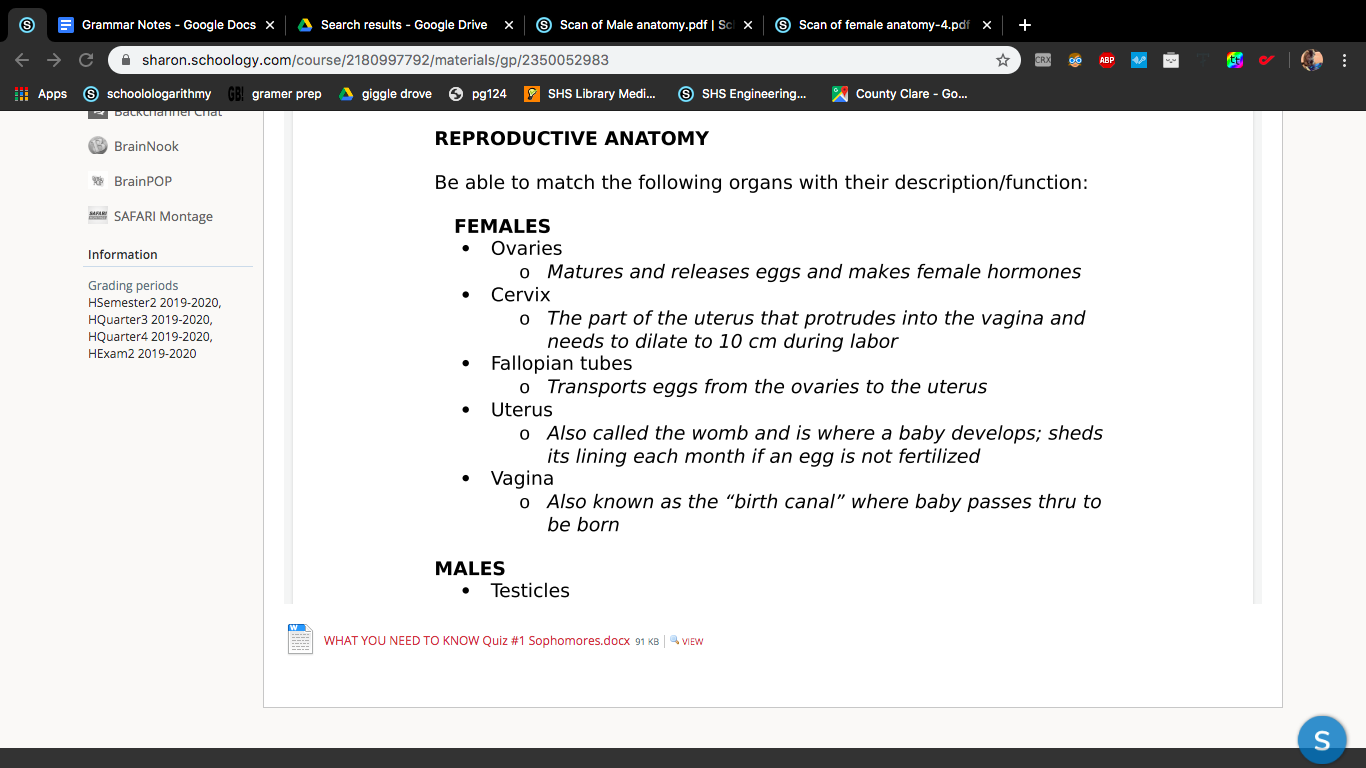 Grammar Notes - Google Docs
Search results - Google Drive
Scan of Male anatomy.pdf | Sc
Scan of female anatomy-4.pdf
sharon.schoology.com/course/2180997792/materials/gp/2350052983
CRX
ABP
Apps
schoolologarithmy
GB!
gramer prep
giggle drove
pg124
SHS Library Medi...
SHS Engineering...
County Clare - Go...
Backchannel Chat
BrainNook
BrainPOP
SAFARI Montage
Information
Grading periods
HSemester2 2019-2020,
HQuarter3 2019-2020,
HQuarter4 2019-2020,
HExam2 2019-2020
REPRODUCTIVE ANATOMY
Be able to match the following organs with their description/function:
FEMALES
• Ovaries
o Matures and releases eggs and makes female hormones
• Cervix
o The part of the uterus that protrudes into the vagina and
needs to dilate to 10 cm during labor
• Fallopian tubes
o Transports eggs from the ovaries to the uterus
• Uterus
o Also called the womb and is where a baby develops; sheds
its lining each month if an egg is not fertilized
• Vagina
o Also known as the “birth canal” where baby passes thru to
be born
MALES
• Testicles
WHAT YOU NEED TO KNOW Quiz #1 Sophomores.docx 91 KB VIEW
S